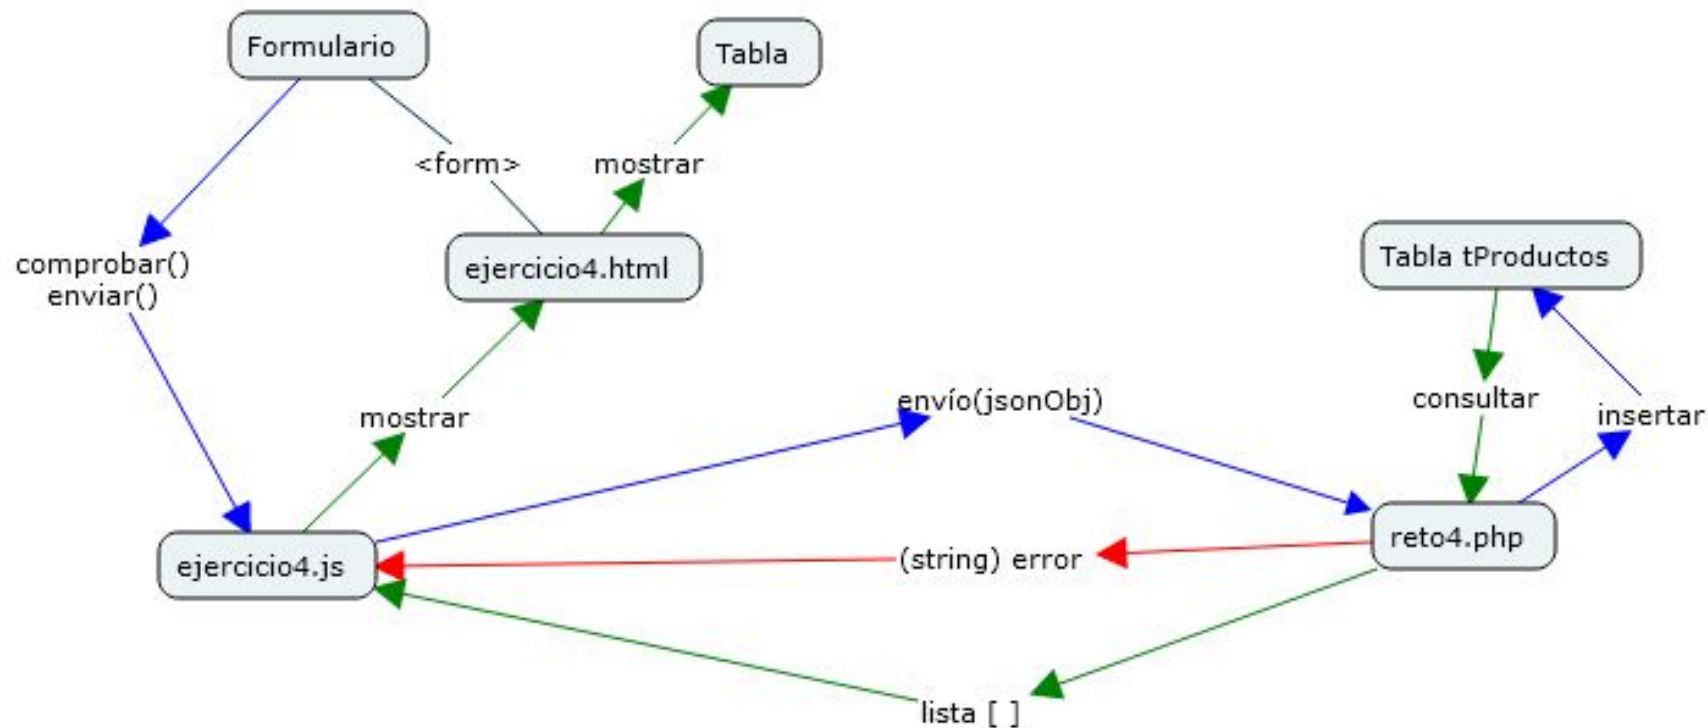 Formulario
Tabla
<form>
mostrar
comprobar()
enviar()
ejercicio4.html
Tabla tProductos
mostrar
envío(jsonObj)
consultar
insertar
ejercicio4.js
(string) error
reto4.php
lista [ ]